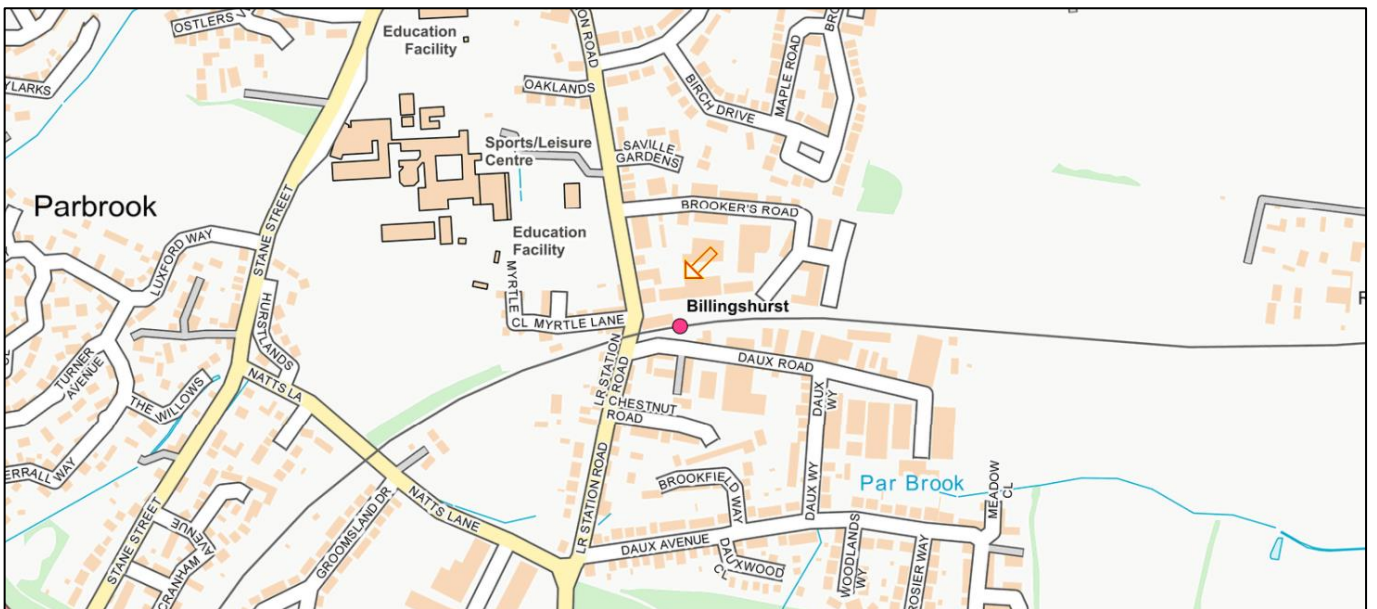 OSTLERS V
Education
Facility
ON ROAD
BRO
YLARKS
OAKLANDS
BIRCH DRIVE
MAPLE ROAD
Sports/Leisure
Centre
SAVILLE
GARDENS
Parbrook
STANE STREET
LUXFORD WAY
BROOKER'S ROAD
Education
Facility
MYRTLE
CL
MYRTLE LANE
Billingshurst
HURSTLANDS
TURNER
AVENUE
THE WILLOWS
NATTS LA
LR STATION
ROAD
DAUX ROAD
DAUX
WY
CHESTNUT
ROAD
ERRALL WAY
STANE STREET
AVENUE
CRANHAM
AVENUE
GROOMSLAND DR
NATTS LANE
LR STATION ROAD
BROOKFIELD WAY
DAUX WY
Par Brook
MEADOW
CL
DAUX AVENUE
DAUXWOOD
CL
WOODLANDS
WY
ROSIER WAY